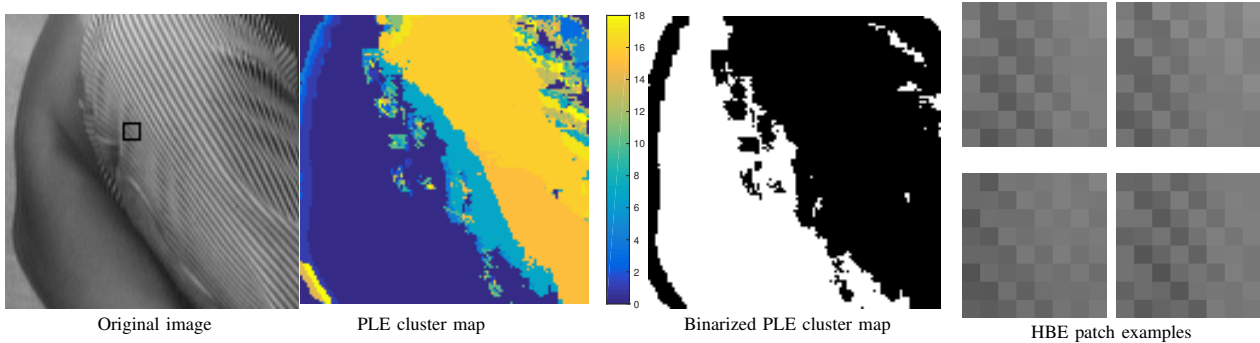 18
16
14
12
10
8
6
4
2
0
Original image
PLE cluster map
Binarized PLE cluster map
HBE patch examples